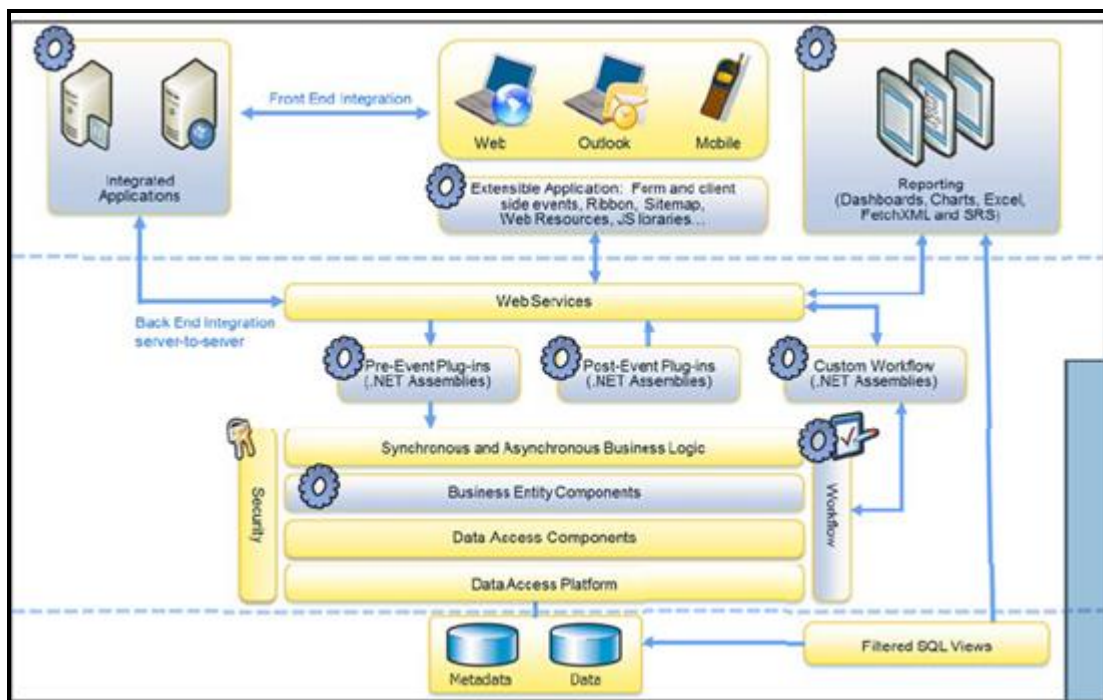 Front End Integration
Web
Outlook
Mobile
Integrated
Applications
Extensible Application: Form and client
side events, Ribbon, Sitemap,
Web Resources, JS libraries...
Reporting
(Dashboards, Charts, Excel,
FetchXML and SRS)
Web Services
Back End Integration
server-to-server
Pre-Event Plug-ins
(.NET Assemblies)
Post-Event Plug-ins
(.NET Assemblies)
Custom Workflow
(.NET Assemblies)
Security
Synchronous and Asynchronous Business Logic
Business Entity Components
Data Access Components
Data Access Platform
Workflow
Metadata
Data
Filtered SQL Views